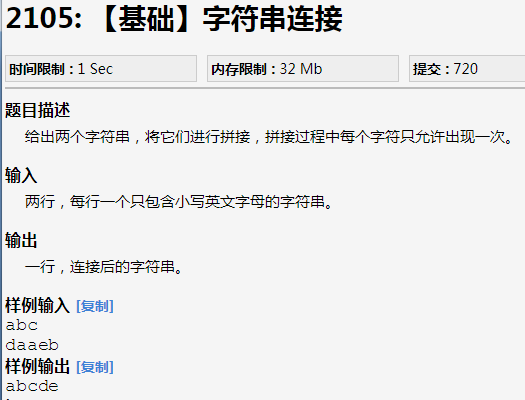 2105: 【基础】字符串连接
时间限制：1 Sec 内存限制：32 Mb 提交：720
题目描述
给出两个字符串，将它们进行拼接，拼接过程中每个字符只允许出现一次。
输入
两行，每行一个只包含小写英文字母的字符串。
输出
一行，连接后的字符串。
样例输入 [复制]
abc
daaeb
样例输出 [复制]
abcde